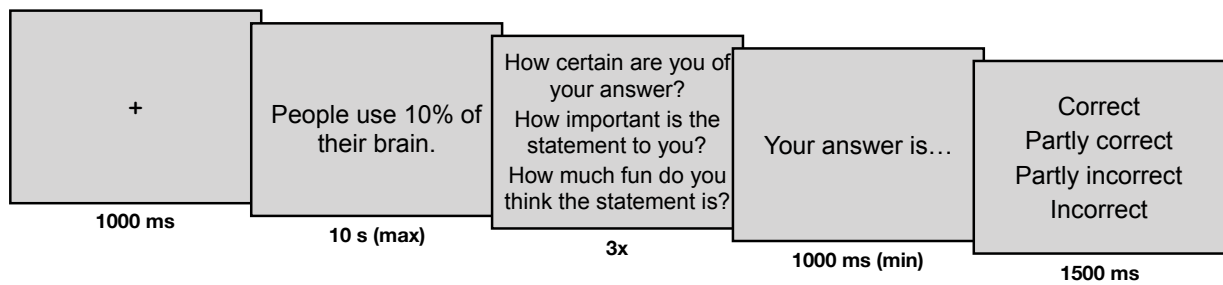 +
1000 ms
People use 10% of
their brain.
10 s (max)
How certain are you of
your answer?
How important is the
statement to you?
How much fun do you
think the statement is?
3x
Your answer is…
1000 ms (min)
Correct
Partly correct
Partly incorrect
Incorrect
1500 ms